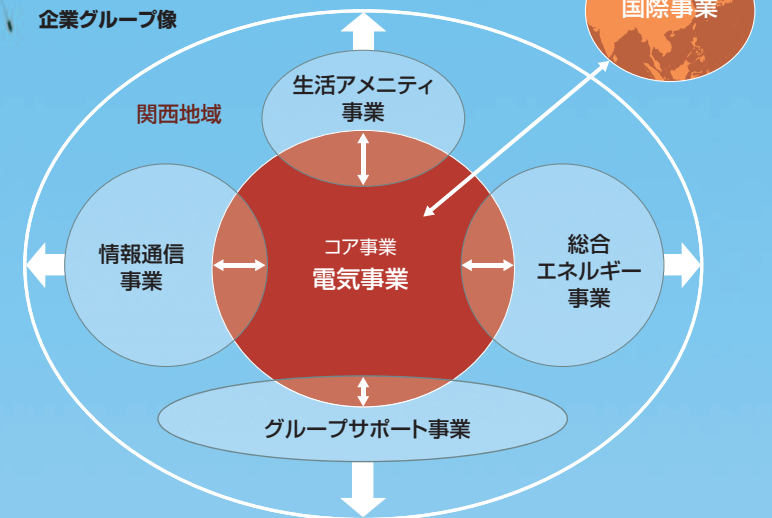 企業グループ像
国際事業
生活アメニティ
事業
関西地域
情報通信
事業
コア事業
電気事業
総合
エネルギー
事業
グループサポート事業